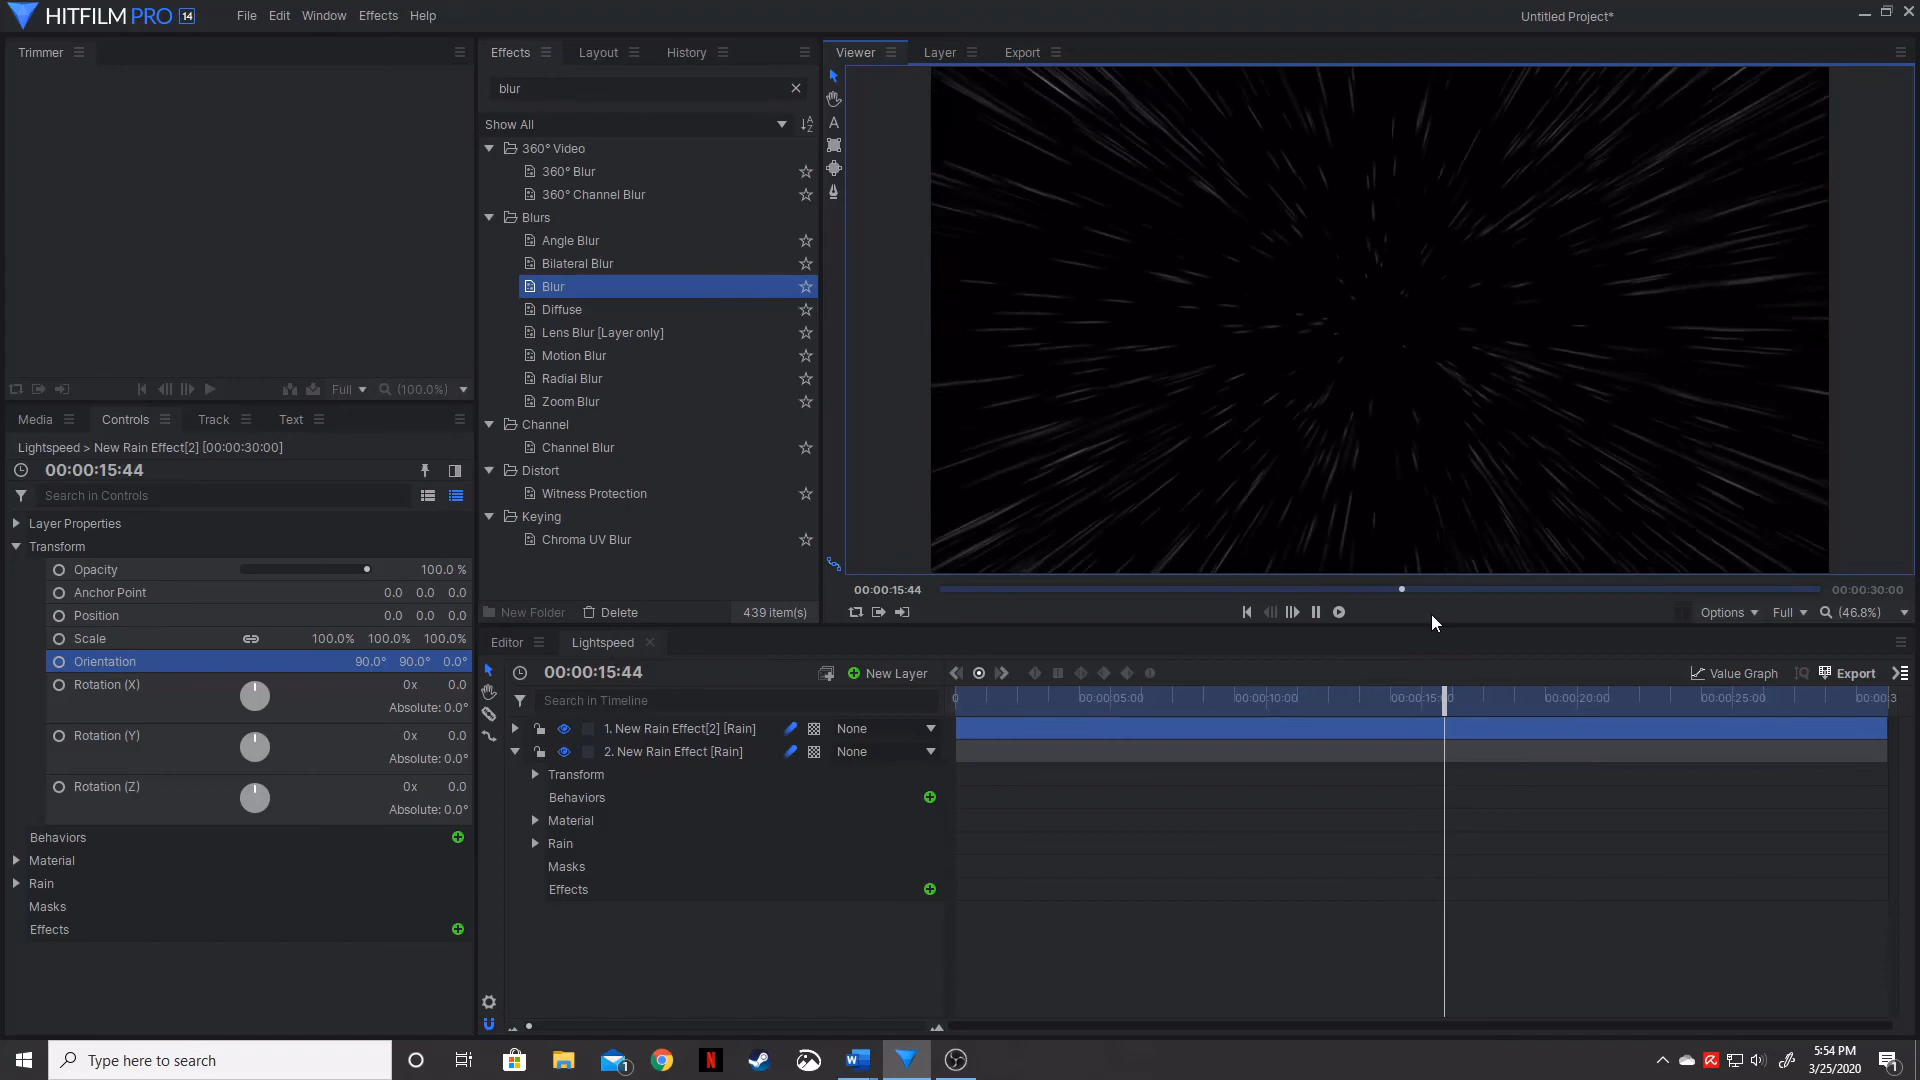 HITFILM PRO 14
File Edit Window Effects Help
Untitled Project*
Trimmer
Effects Layout History
Viewer Layer Export
blur
Show All
360° Video
360° Blur
360° Channel Blur
Blurs
Angle Blur
Bilateral Blur
Blur
Diffuse
Lens Blur [Layer only]
Motion Blur
Radial Blur
Zoom Blur
Channel
Channel Blur
Distort
Witness Protection
Keying
Chroma UV Blur
New Folder Delete 439 item(s)
Full (100.0%)
Media Controls Track Text
Lightspeed > New Rain Effect[2] [00:00:30:00]
00:00:15:44
Search in Controls
Layer Properties
Transform
Opacity 100.0 %
Anchor Point 0.0 0.0 0.0
Position 0.0 0.0 0.0
Scale 100.0% 100.0% 100.0%
Orientation 90.0° 90.0° 0.0°
Rotation (X) 0x 0.0
Absolute: 0.0°
Rotation (Y) 0x 0.0
Absolute: 0.0°
Rotation (Z) 0x 0.0
Absolute: 0.0°
Behaviors
Material
Rain
Masks
Effects
00:00:15:44 00:00:30:00
Options Full (46.8%)
Editor Lightspeed
00:00:15:44 New Layer Value Graph Export
Search in Timeline
0 00:00:05:00 00:00:10:00 00:00:15:0 00:00:20:00 00:00:25:00 00:00:3
1. New Rain Effect[2] [Rain] None
2. New Rain Effect [Rain] None
Transform
Behaviors
Material
Rain
Masks
Effects
Type here to search
1
N
W
5:54 PM
3/25/2020
1